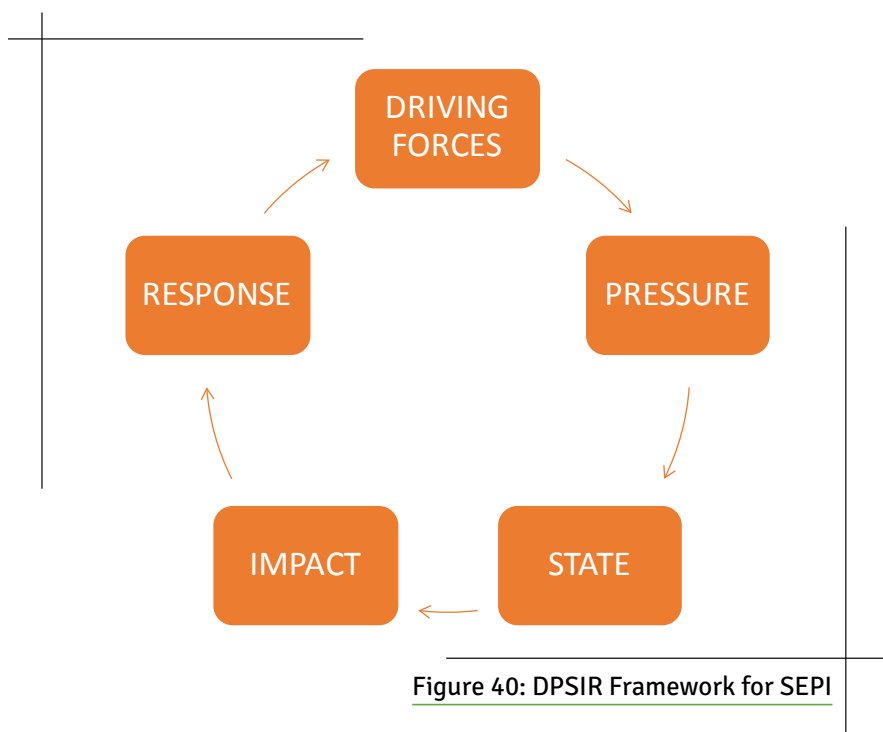 DRIVING
FORCES
PRESSURE
STATE
IMPACT
RESPONSE
Figure 40: DPSIR Framework for SEPI